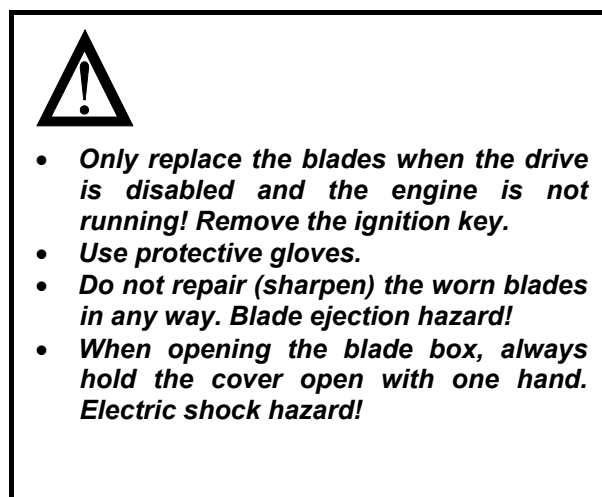 • Only replace the blades when the drive
is disabled and the engine is not
running! Remove the ignition key.
• Use protective gloves.
• Do not repair (sharpen) the worn blades
in any way. Blade ejection hazard!
• When opening the blade box, always
hold the cover open with one hand.
Electric shock hazard!